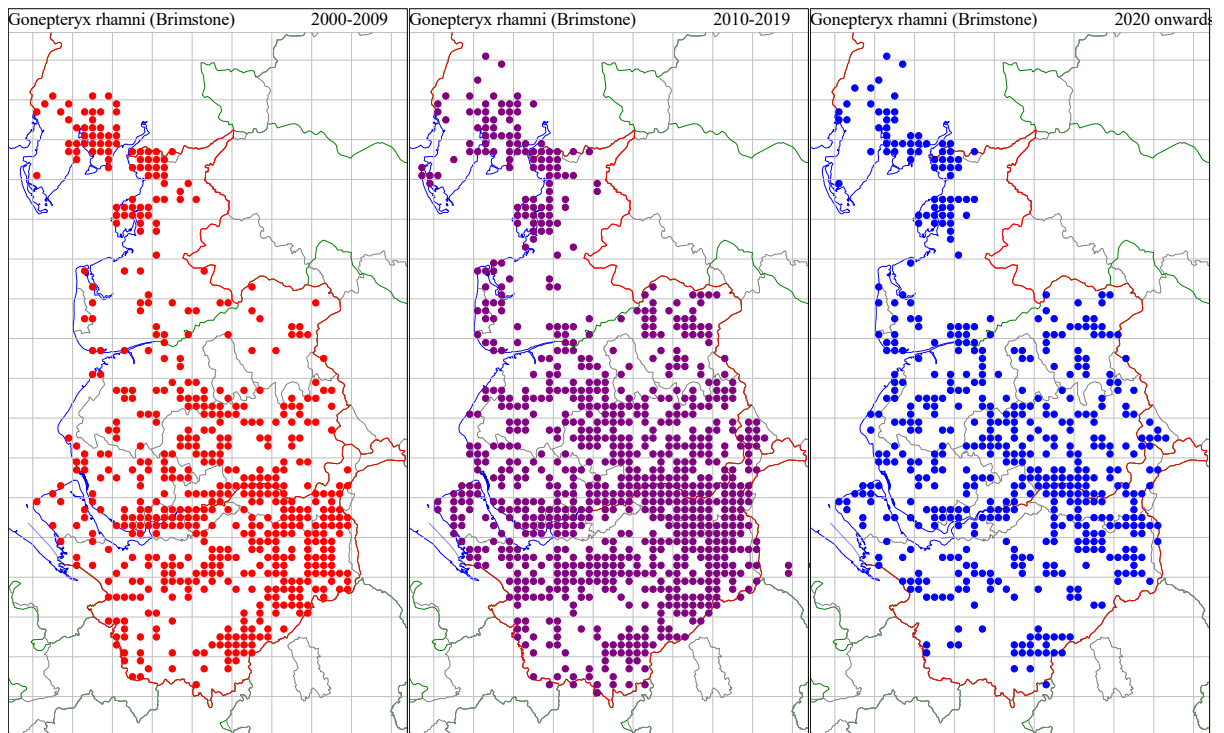 Gonepteryx rhamni (Brimstone) 2000-2009
Gonepteryx rhamni (Brimstone) 2010-2019
Gonepteryx rhamni (Brimstone) 2020 onwards